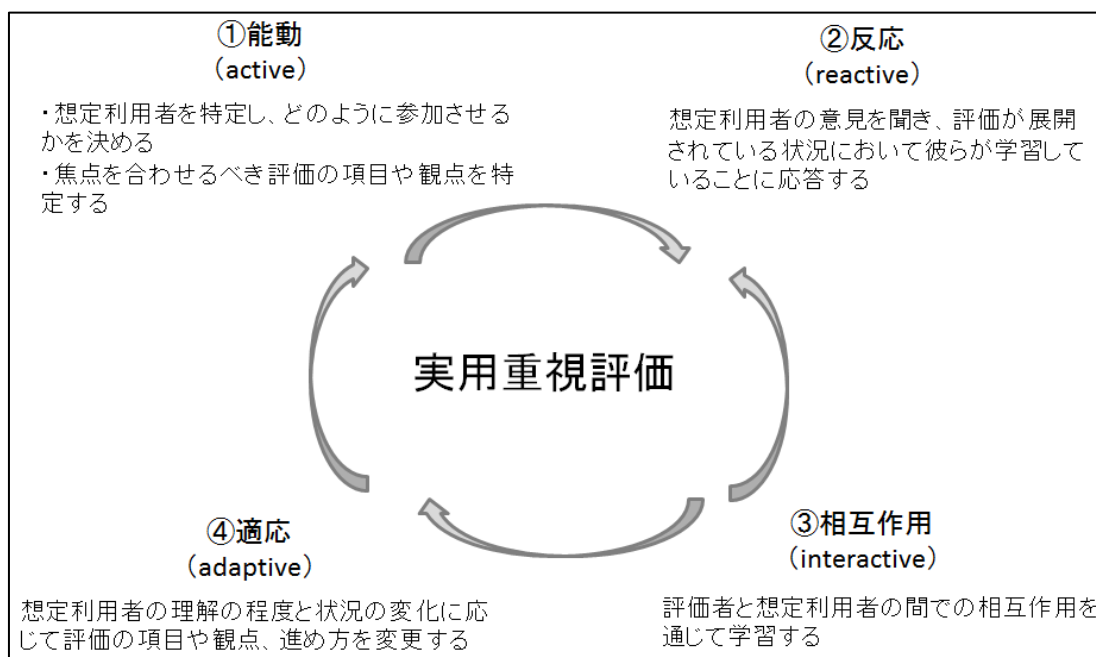 ①能動
（active）
・想定利用者を特定し、どのように参加させる
かを決める
・焦点を合わせるべき評価の項目や観点を特
定する
②反応
（reactive）
想定利用者の意見を聞き、評価が展開
されている状況において彼らが学習して
いることに応答する
実用重視評価
④適応
（adaptive）
想定利用者の理解の程度と状況の変化に応
じて評価の項目や観点、進め方を変更する
③相互作用
（interactive）
評価者と想定利用者の間での相互作用を
通じて学習する